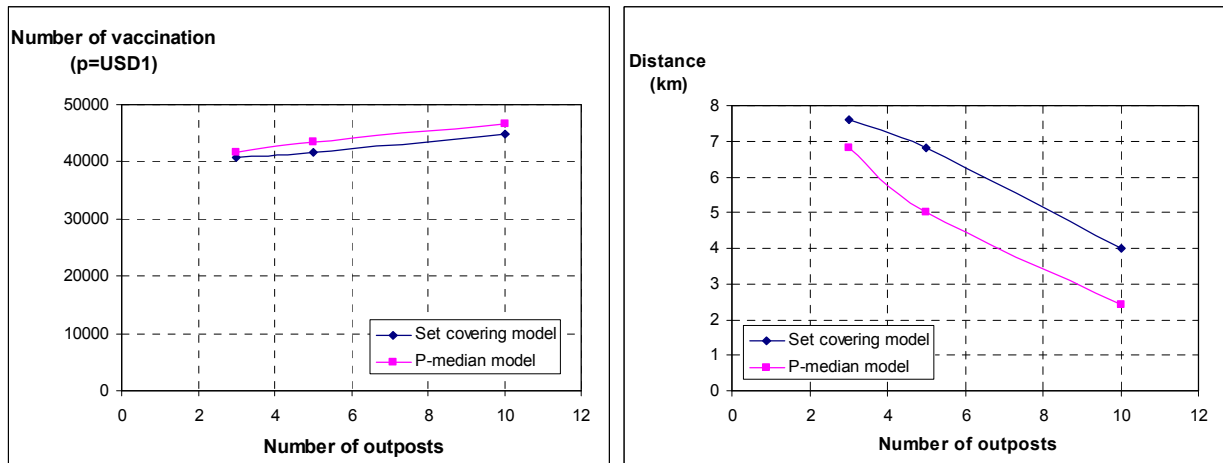 Number of vaccination
(p=USD1)
50000
40000
30000
20000
10000
0
0 2 4 6 8 10 12
Set covering model
P-median model
Number of outposts
Distance
(km)
8
7
6
5
4
3
2
1
0
0 2 4 6 8 10 12
Set covering model
P-median model
Number of outposts